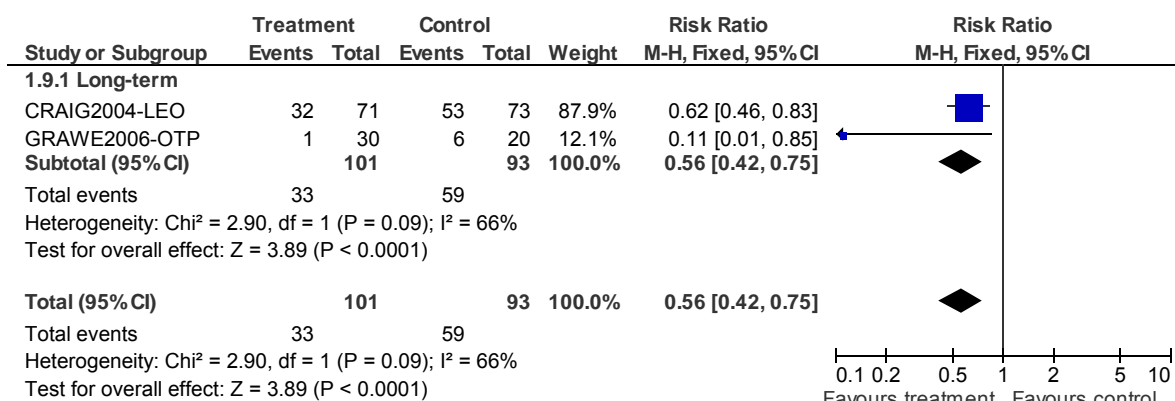 Treatment Control Risk Ratio Risk Ratio
Study or Subgroup Events Total Events Total Weight M-H, Fixed, 95% CI M-H, Fixed, 95% CI
1.9.1 Long-term
CRAIG2004-LEO 32 71 53 73 87.9% 0.62 [0.46, 0.83]
GRAWE2006-OTP 1 30 6 20 12.1% 0.11 [0.01, 0.85]
Subtotal (95% CI) 101 93 100.0% 0.56 [0.42, 0.75]
Total events 33 59
Heterogeneity: Chi² = 2.90, df = 1 (P = 0.09); I² = 66%
Test for overall effect: Z = 3.89 (P < 0.0001)
Total (95% CI) 101 93 100.0% 0.56 [0.42, 0.75]
Total events 33 59
Heterogeneity: Chi² = 2.90, df = 1 (P = 0.09); I² = 66%
Test for overall effect: Z = 3.89 (P < 0.0001)
0.1 0.2 0.5 1 2 5 10
Favours treatment Favours control